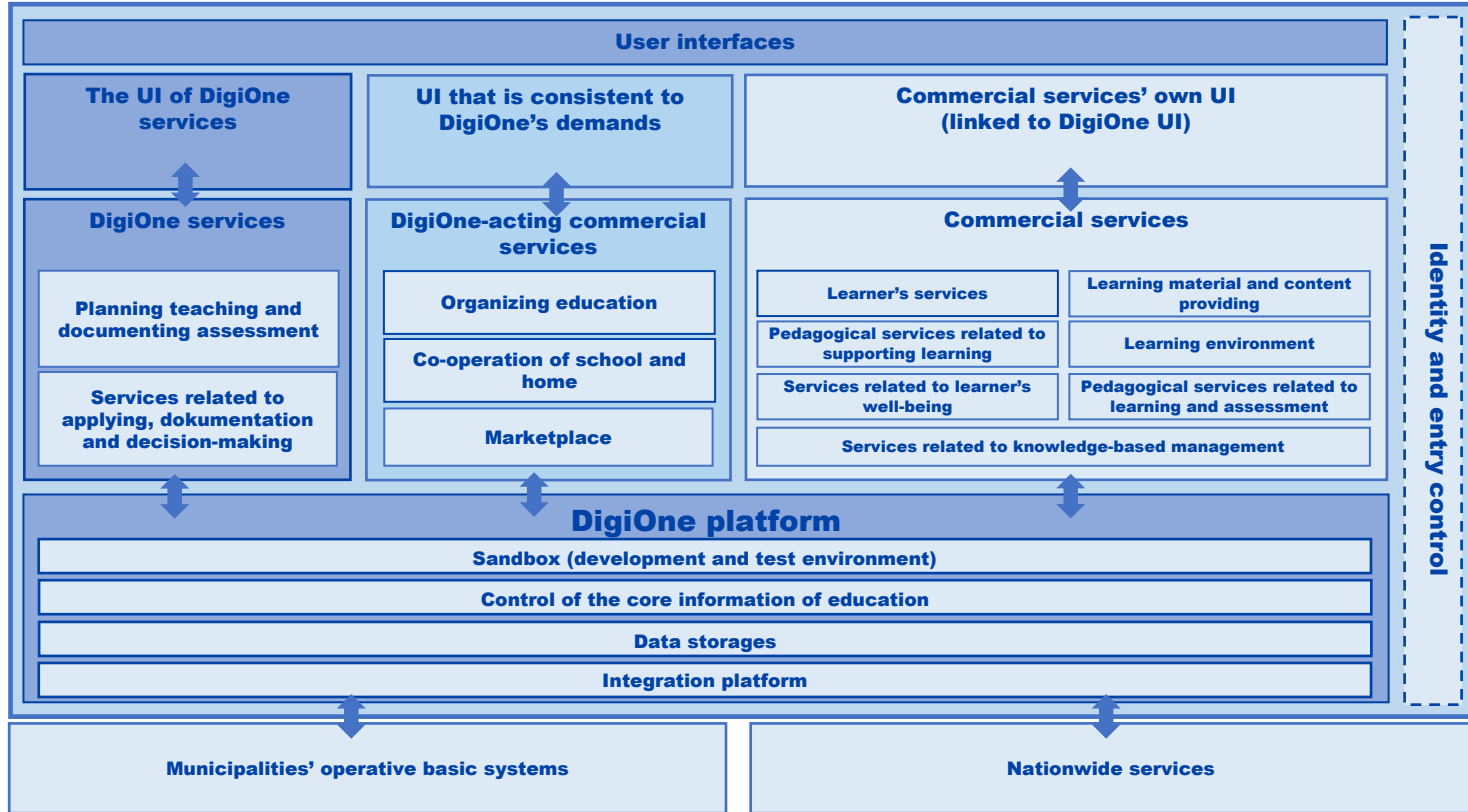 User interfaces
The UI of DigiOne
services
UI that is consistent to
DigiOne's demands
Commercial services' own UI
(linked to DigiOne UI)
DigiOne services
Planning teaching and
documenting assessment
Services related to
applying, dokumentation
and decision-making
DigiOne-acting commercial
services
Organizing education
Co-operation of school and
home
Marketplace
Commercial services
Learner's services
Learning material and content
providing
Pedagogical services related to
supporting learning
Learning environment
Services related to learner's
well-being
Pedagogical services related to
learning and assessment
Services related to knowledge-based management
DigiOne platform
Sandbox (development and test environment)
Control of the core information of education
Data storages
Integration platform
Identity and entry control
Municipalities' operative basic systems
Nationwide services